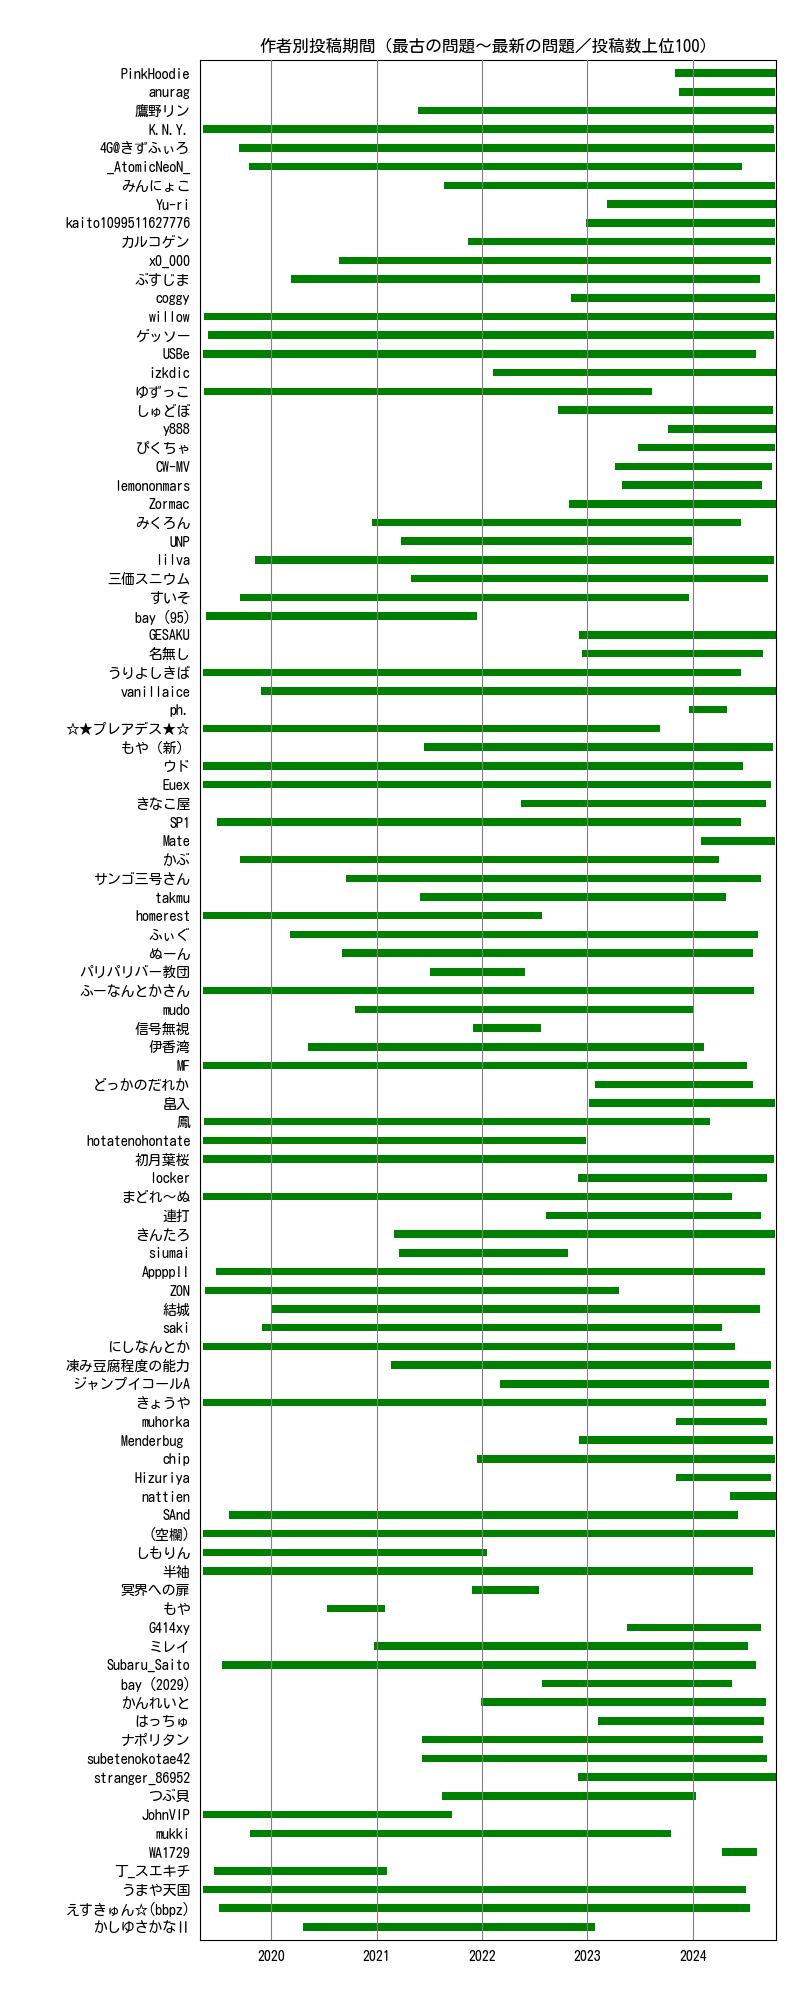 作者別投稿期間（最古の問題～最新の問題／投稿数上位100）
PinkHoodie
anurag
鷹野リン
K.N.Y.
4G@きずふぃろ
_AtomicNeoN_
みんにょこ
Yu-ri
kaito1099511627776
カルコゲン
x0_000
ぶすじま
coggy
willow
ゲッソー
USBe
izkdic
ゆずっこ
しゅどぼ
y888
ぴくちゃ
CW-MV
lemononmars
Zormac
みくろん
UNP
lilva
三価スニウム
すいそ
bay (95)
GESAKU
名無し
うりよしきば
vanillaice
ph.
☆★プレアデス★☆
もや（新）
ウド
Euex
きなこ屋
SP1
Mate
かぶ
サンゴ三号さん
takmu
homerest
ふぃぐ
ぬーん
パリパリバー教団
ふーなんとかさん
mudo
信号無視
伊香湾
MF
どっかのだれか
畠入
鳳
hotatenohontate
初月葉桜
locker
まどれ～ぬ
連打
きんたろ
siumai
Appppll
ZON
結城
saki
にしなんとか
凍み豆腐程度の能力
ジャンプイコールA
きょうや
muhorka
Menderbug
chip
Hizuriya
nattien
SAnd
(空欄)
しもりん
半袖
冥界への扉
もや
G414xy
ミレイ
Subaru_Saito
bay (2029)
かんれいと
はっちゅ
ナポリタン
subetenokotae42
stranger_86952
つぶ貝
JohnVIP
mukki
WA1729
丁_スエキチ
うまや天国
えすきゅん☆(bbpz)
かしゆさかなII
2020 2021 2022 2023 2024